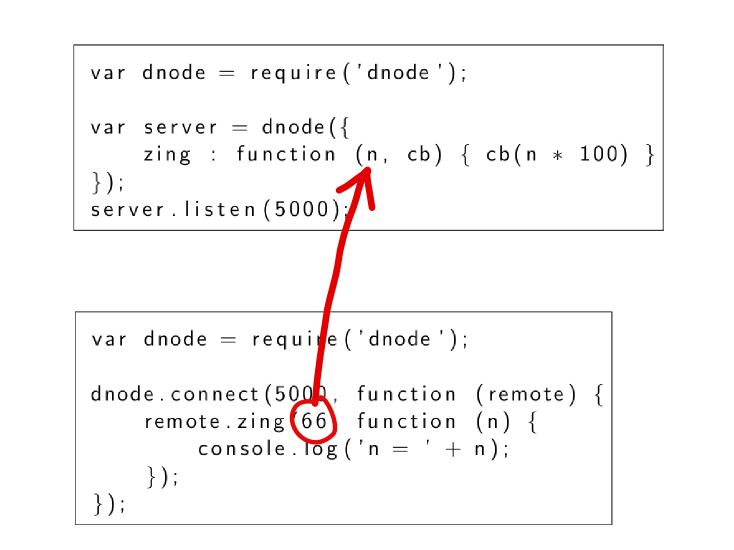 var dnode = require('dnode');
var server = dnode({
zing : function (n, cb) { cb(n * 100) }
});
server.listen(5000);
var dnode = require('dnode');
dnode.connect(5000, function (remote) {
remote.zing(66, function (n) {
console.log('n = ' + n);
});
});